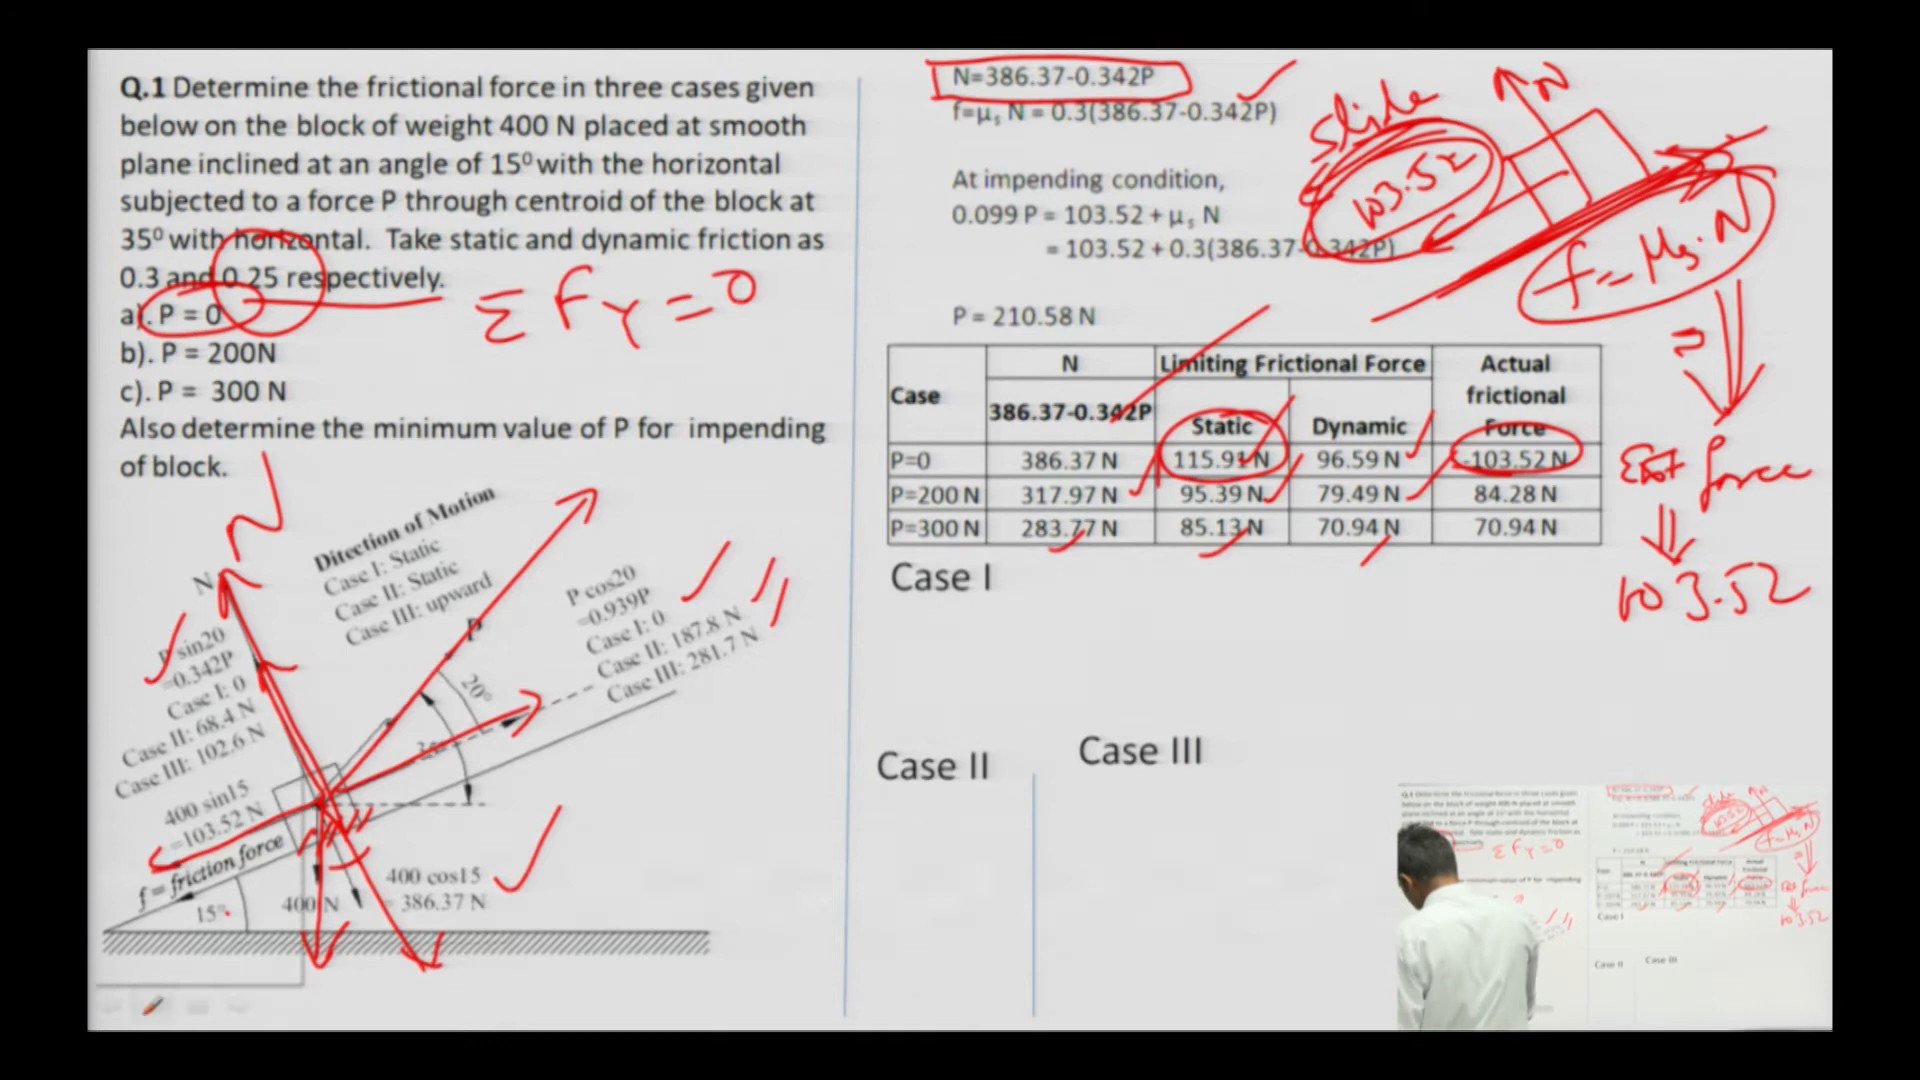 Q.1 Determine the frictional force in three cases given
below on the block of weight 400 N placed at smooth
plane inclined at an angle of 15⁰ with the horizontal
subjected to a force P through centroid of the block at
35⁰ with horizontal. Take static and dynamic friction as
0.3 and 0.25 respectively.
a). P = 0
b). P = 200N
c). P = 300 N
Also determine the minimum value of P for impending
of block.
Σ F Y = 0
N
N
Ditection of Motion
Case I: Static
Case II: Static
Case III: upward
P sin20
=0.342P
Case I: 0
Case II: 68.4 N
Case III: 102.6 N
P
20°
P cos20
=0.939P
Case I: 0
Case II: 187.8 N
Case III: 281.7 N
400 sin15
=103.52 N
f = friction force
15°
400 N
400 cos15
= 386.37 N
N=386.37-0.342P
f=μs N = 0.3(386.37-0.342P)
At impending condition,
0.099 P = 103.52 + μs N
= 103.52 + 0.3(386.37-0.342P)
P = 210.58 N
Slide
103.52
N
f = μs. N
force
103.52
Case N Limiting Frictional Force Actual frictional Force
386.37-0.342P Static Dynamic
P=0 386.37 N 115.91 N 96.59 N -103.52 N
P=200 N 317.97 N 95.39 N 79.49 N 84.28 N
P=300 N 283.77 N 85.13 N 70.94 N 70.94 N
Case I
Case II
Case III